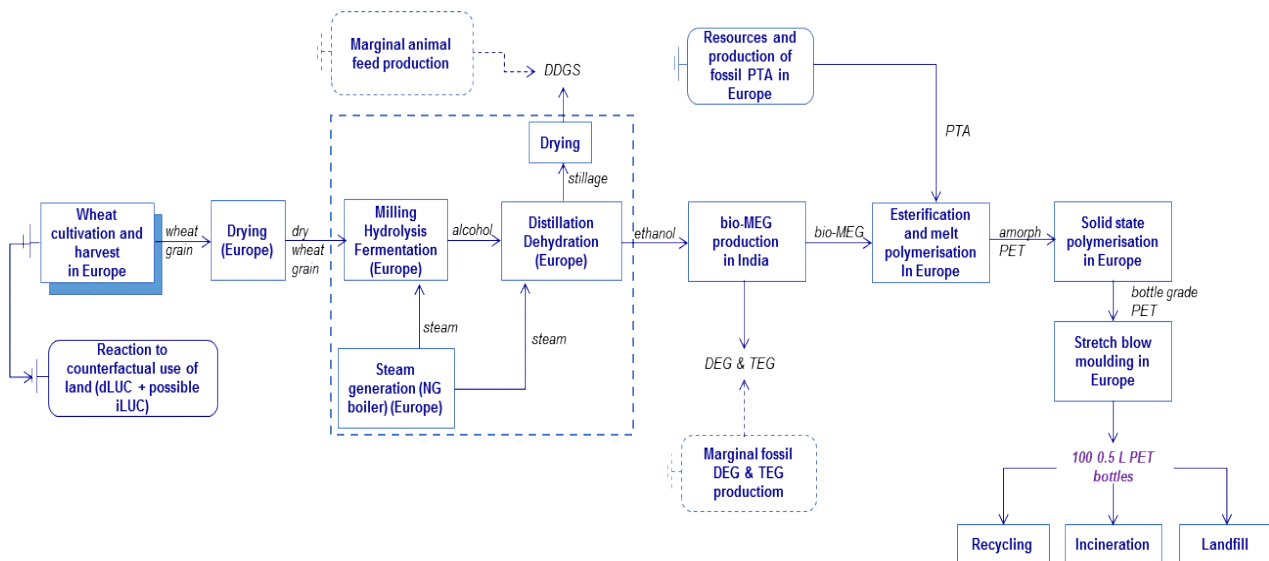 Marginal animal
feed production
DDGS
Resources and
production of
fossil PTA in
Europe
PTA
Drying
stillage
Wheat
cultivation and
harvest
in Europe
wheat
grain
Drying
(Europe)
dry
wheat
grain
Milling
Hydrolysis
Fermentation
(Europe)
alcohol
Distillation
Dehydration
(Europe)
ethanol
bio-MEG
production
in India
bio-MEG
Esterification
and melt
polymerisation
In Europe
amorph
PET
Solid state
polymerisation
in Europe
bottle grade
PET
steam
steam
Reaction to
counterfactual use of
land (dLUC + possible
iLUC)
Steam
generation (NG
boiler) (Europe)
DEG & TEG
Stretch blow
moulding in
Europe
Marginal fossil
DEG & TEG
productiom
100 0.5 L PET
bottles
Recycling
Incineration
Landfill